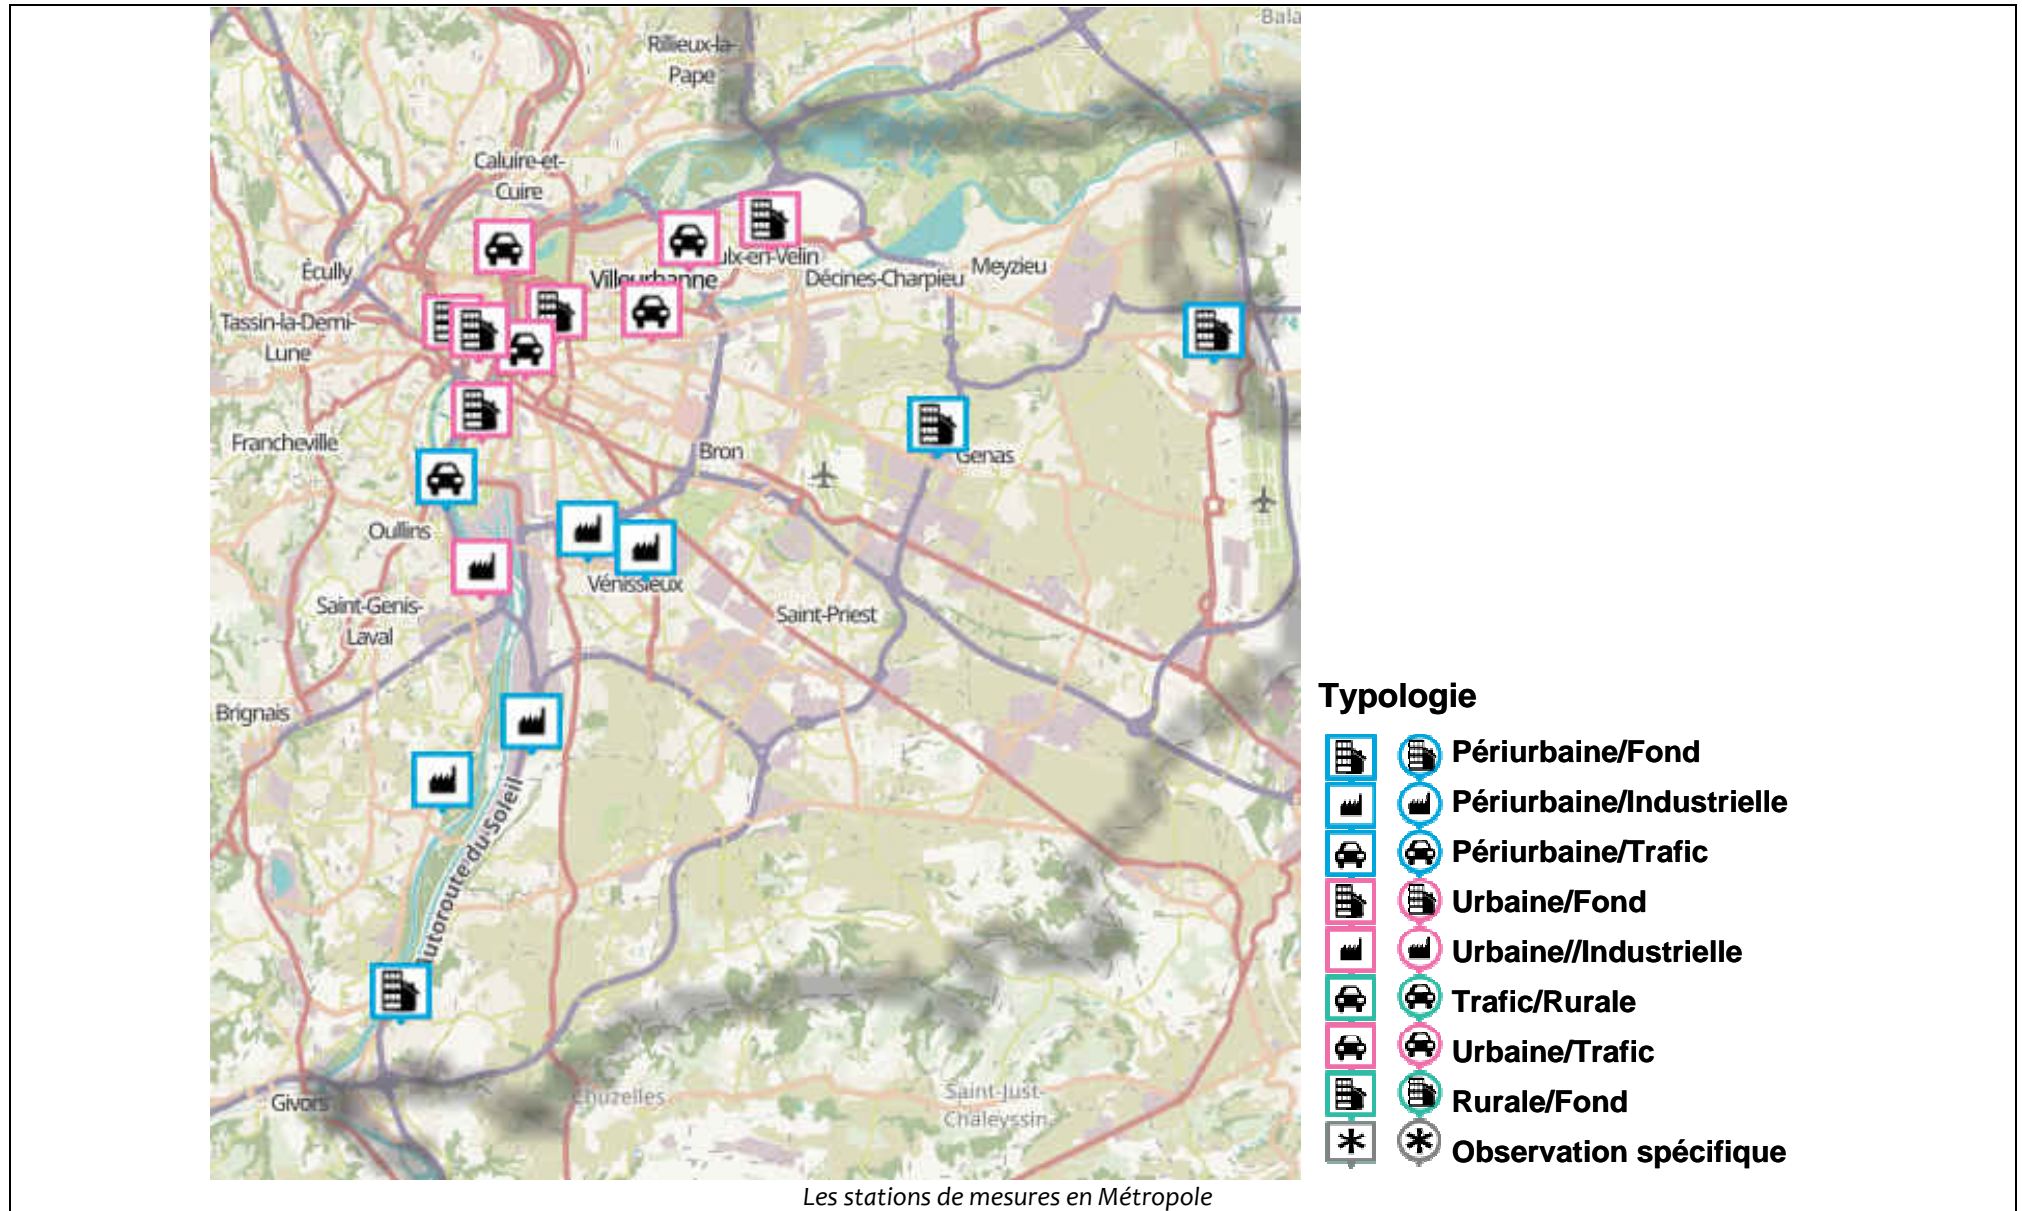 Bala
Rillieux-la-
Pape
Caluire-et-
Cuire
Écully
Villeurbanne
ulx-en-Velin
Décines-Charpieu
Meyzieu
Tassin-la-Demi-
Lune
Francheville
Bron
Genas
Oullins
Vénissieux
Saint-Genis-
Laval
Saint-Priest
Brignais
Autoroute du Soleil
Givors
Chuzelles
Saint-Just-
Chaleyssin
Typologie
Périurbaine/Fond
Périurbaine/Industrielle
Périurbaine/Trafic
Urbaine/Fond
Urbaine//Industrielle
Trafic/Rurale
Urbaine/Trafic
Rurale/Fond
Observation spécifique
Les stations de mesures en Métropole